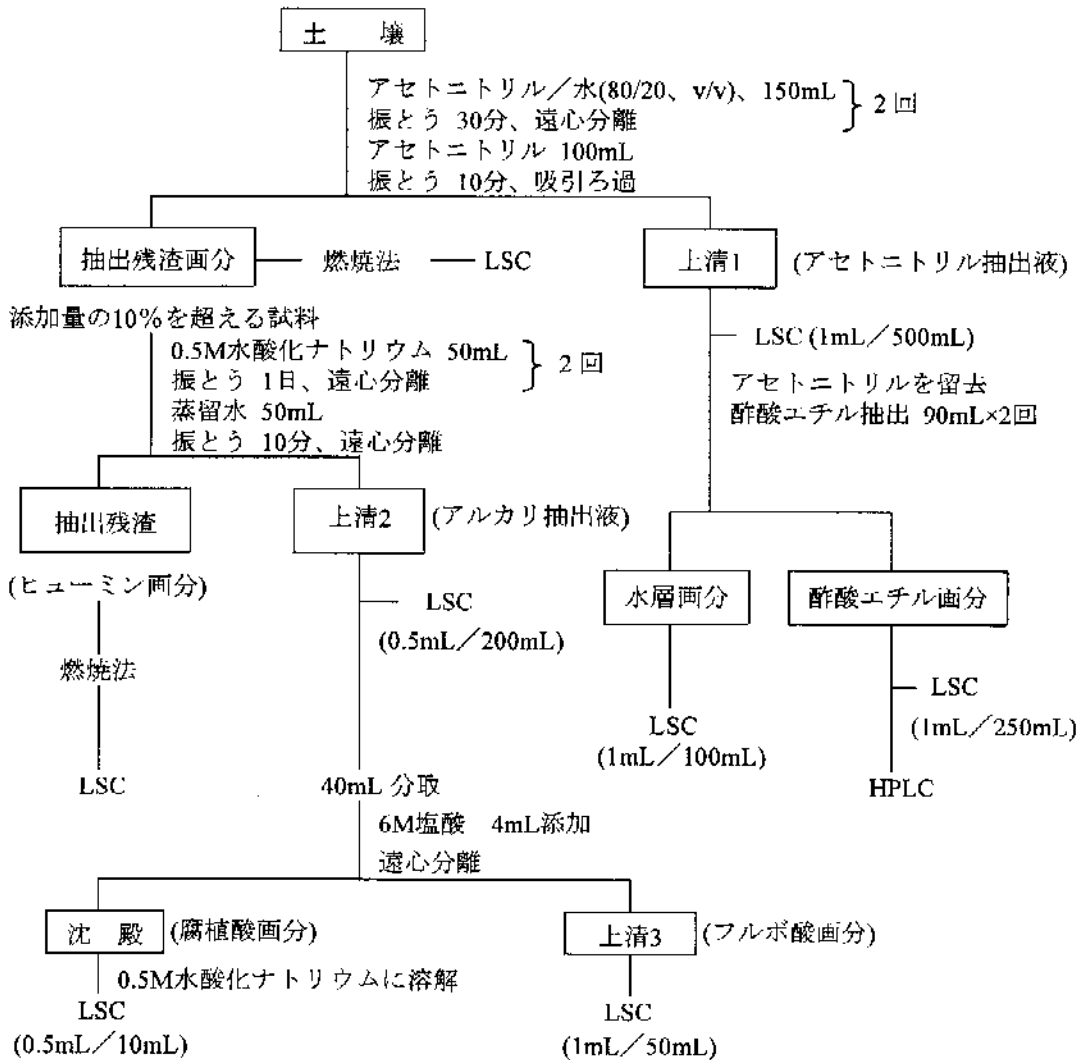 土 壌
アセトニトリル／水(80/20、v/v)、150mL
振とう 30分、遠心分離
2 回
アセトニトリル 100mL
振とう 10分、吸引ろ過
抽出残渣画分
燃焼法
LSC
上清1
(アセトニトリル抽出液)
添加量の10%を超える試料
0.5M水酸化ナトリウム 50mL
振とう 1日、遠心分離
2 回
蒸留水 50mL
振とう 10分、遠心分離
LSC (1mL／500mL)
アセトニトリルを留去
酢酸エチル抽出 90mL×2回
抽出残渣
(ヒューミン画分)
上清2
(アルカリ抽出液)
水層画分
酢酸エチル画分
LSC
(0.5mL／200mL)
燃焼法
LSC
LSC
(1mL／100mL)
LSC
(1mL／250mL)
HPLC
40mL 分取
6M塩酸 4mL添加
遠心分離
沈 殿
(腐植酸画分)
上清3
(フルボ酸画分)
0.5M水酸化ナトリウムに溶解
LSC
(0.5mL／10mL)
LSC
(1mL／50mL)